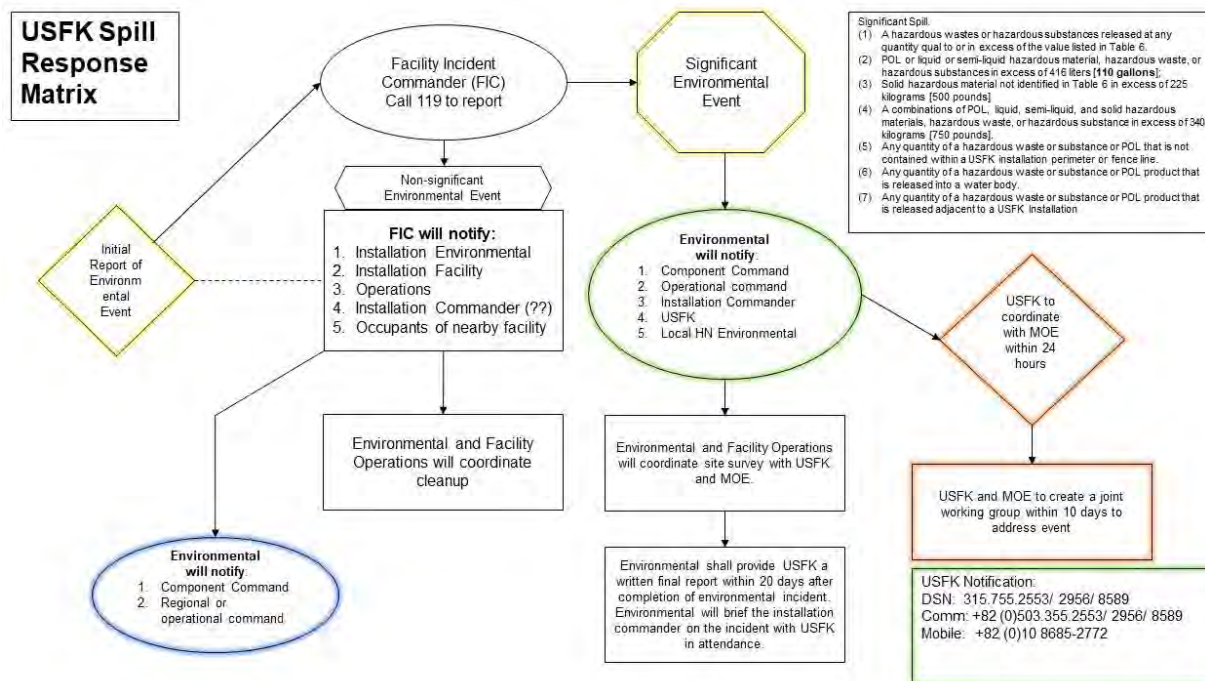 USFK Spill
Response
Matrix
Facility Incident
Commander (FIC)
Call 119 to report
Significant
Environmental
Event
Significant Spill.
(1) A hazardous wastes or hazardous substances released at any
quantity qual to or in excess of the value listed in Table 6.
(2) POL or liquid or semi-liquid hazardous material, hazardous waste, or
hazardous substances in excess of 416 liters [110 gallons];
(3) Solid hazardous material not identified in Table 6 in excess of 225
kilograms [500 pounds]
(4) A combinations of POL, liquid, semi-liquid, and solid hazardous
materials, hazardous waste, or hazardous substance in excess of 340
kilograms [750 pounds].
(5) Any quantity of a hazardous waste or substance or POL that is not
contained within a USFK installation perimeter or fence line.
(6) Any quantity of a hazardous waste or substance or POL product that
is released into a water body.
(7) Any quantity of a hazardous waste or substance or POL product that
is released adjacent to a USFK Installation
Non-significant
Environmental Event
Initial
Report of
Environm
ental
Event
FIC will notify:
1. Installation Environmental
2. Installation Facility
3. Operations
4. Installation Commander (??)
5. Occupants of nearby facility
Environmental
will notify:
1. Component Command
2. Operational command
3. Installation Commander
4. USFK
5. Local HN Environmental
USFK to
coordinate
with MOE
within 24
hours
Environmental and Facility
Operations will coordinate
cleanup
Environmental and Facility Operations
will coordinate site survey with USFK
and MOE.
USFK and MOE to create a joint
working group within 10 days to
address event
Environmental
will notify:
1. Component Command
2. Regional or
operational command
Environmental shall provide USFK a
written final report within 20 days after
completion of environmental incident.
Environmental will brief the installation
commander on the incident with USFK
in attendance.
USFK Notification:
DSN: 315.755.2553/ 2956/ 8589
Comm: +82 (0)503.355.2553/ 2956/ 8589
Mobile: +82 (0)10 8685-2772